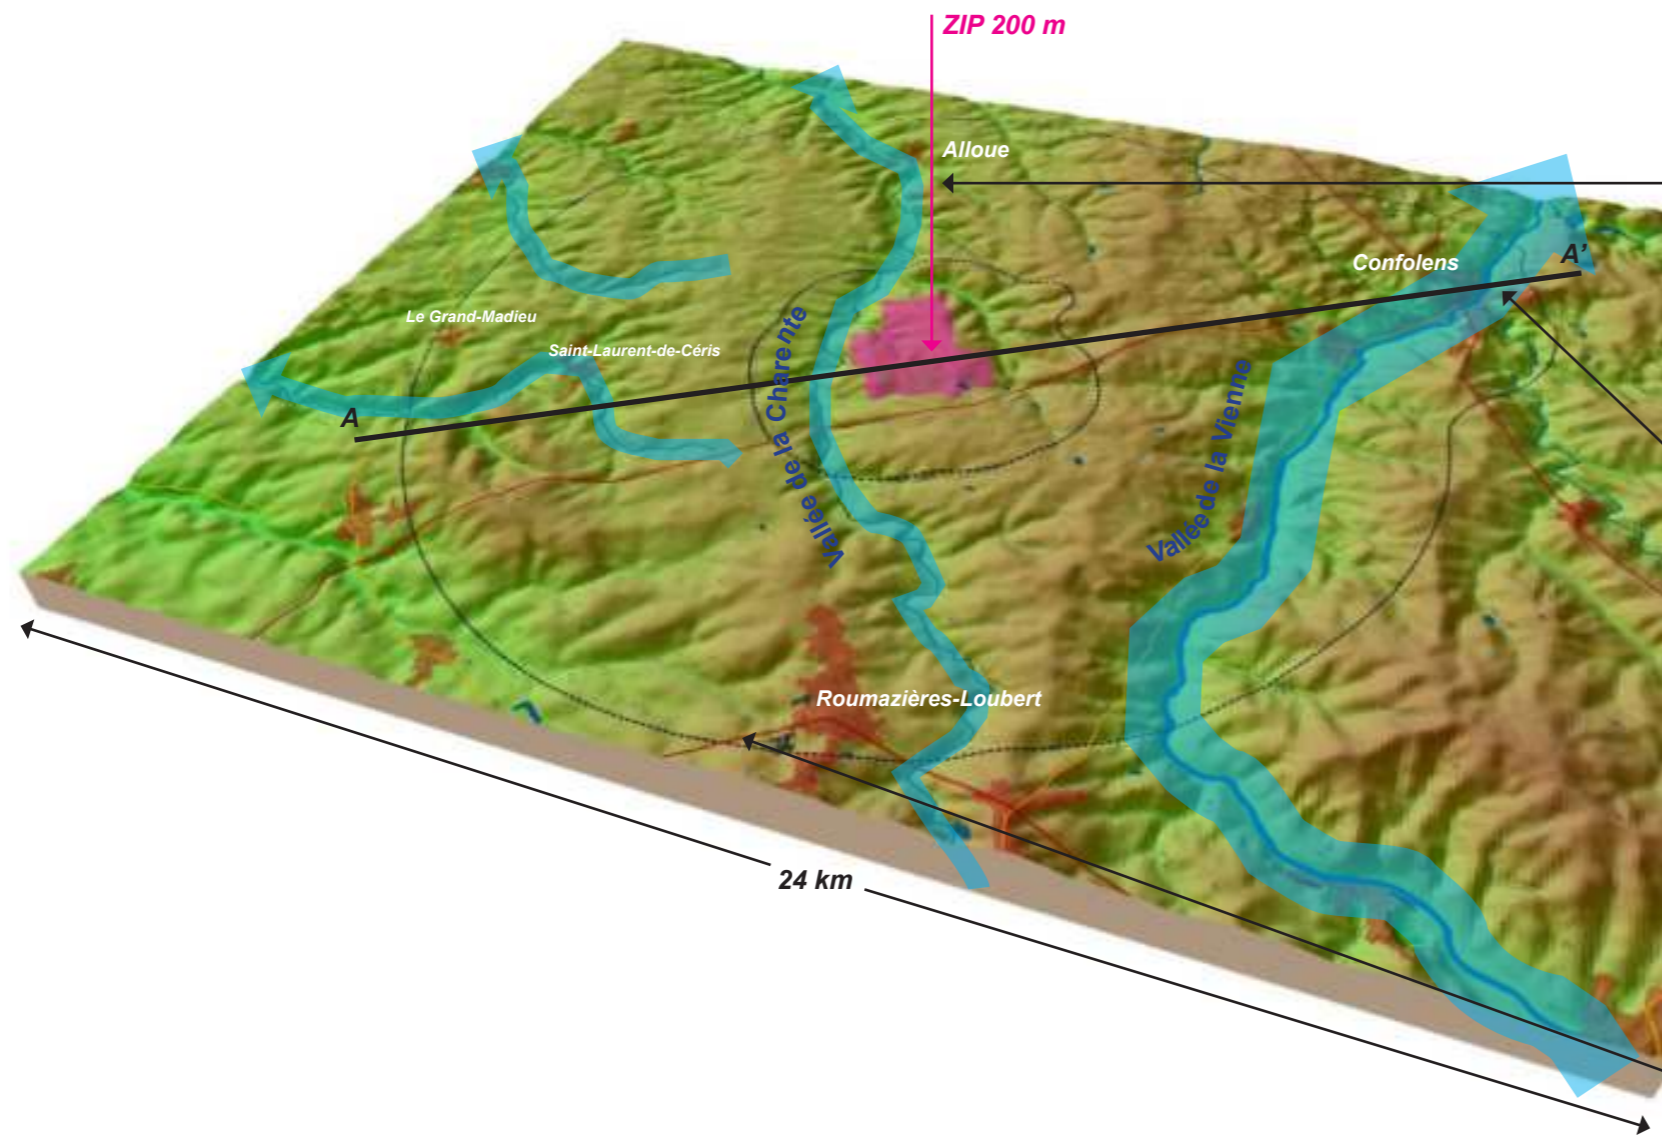 ZIP 200 m
Alloue
A'
Confolens
Le Grand-Madieu
Saint-Laurent-de-Céris
Vallée de la Charente
Vallée de la Vienne
A
Roumazières-Loubert
24 km